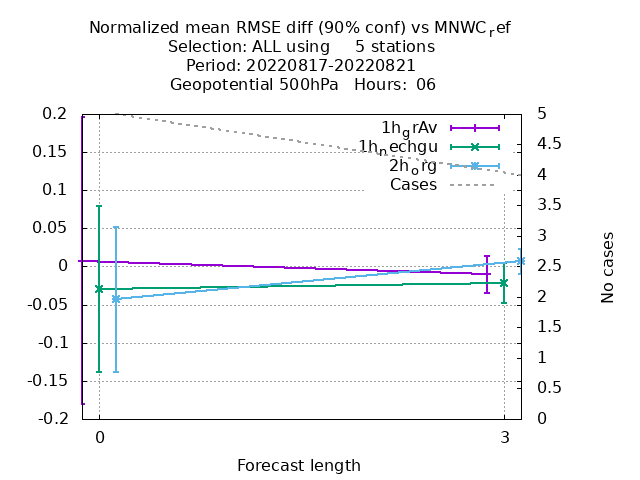 Normalized mean RMSE diff (90% conf) vs MNWC_ref
Selection: ALL using     5 stations
Period: 20220817-20220821
Geopotential 500hPa   Hours:  06
0.2
0.15
0.1
0.05
0
-0.05
-0.1
-0.15
-0.2
5
4.5
4
3.5
3
2.5
2
1.5
1
0.5
0
1h_grAv
1h_nechgu
2h_org
Cases
No cases
0
3
Forecast length